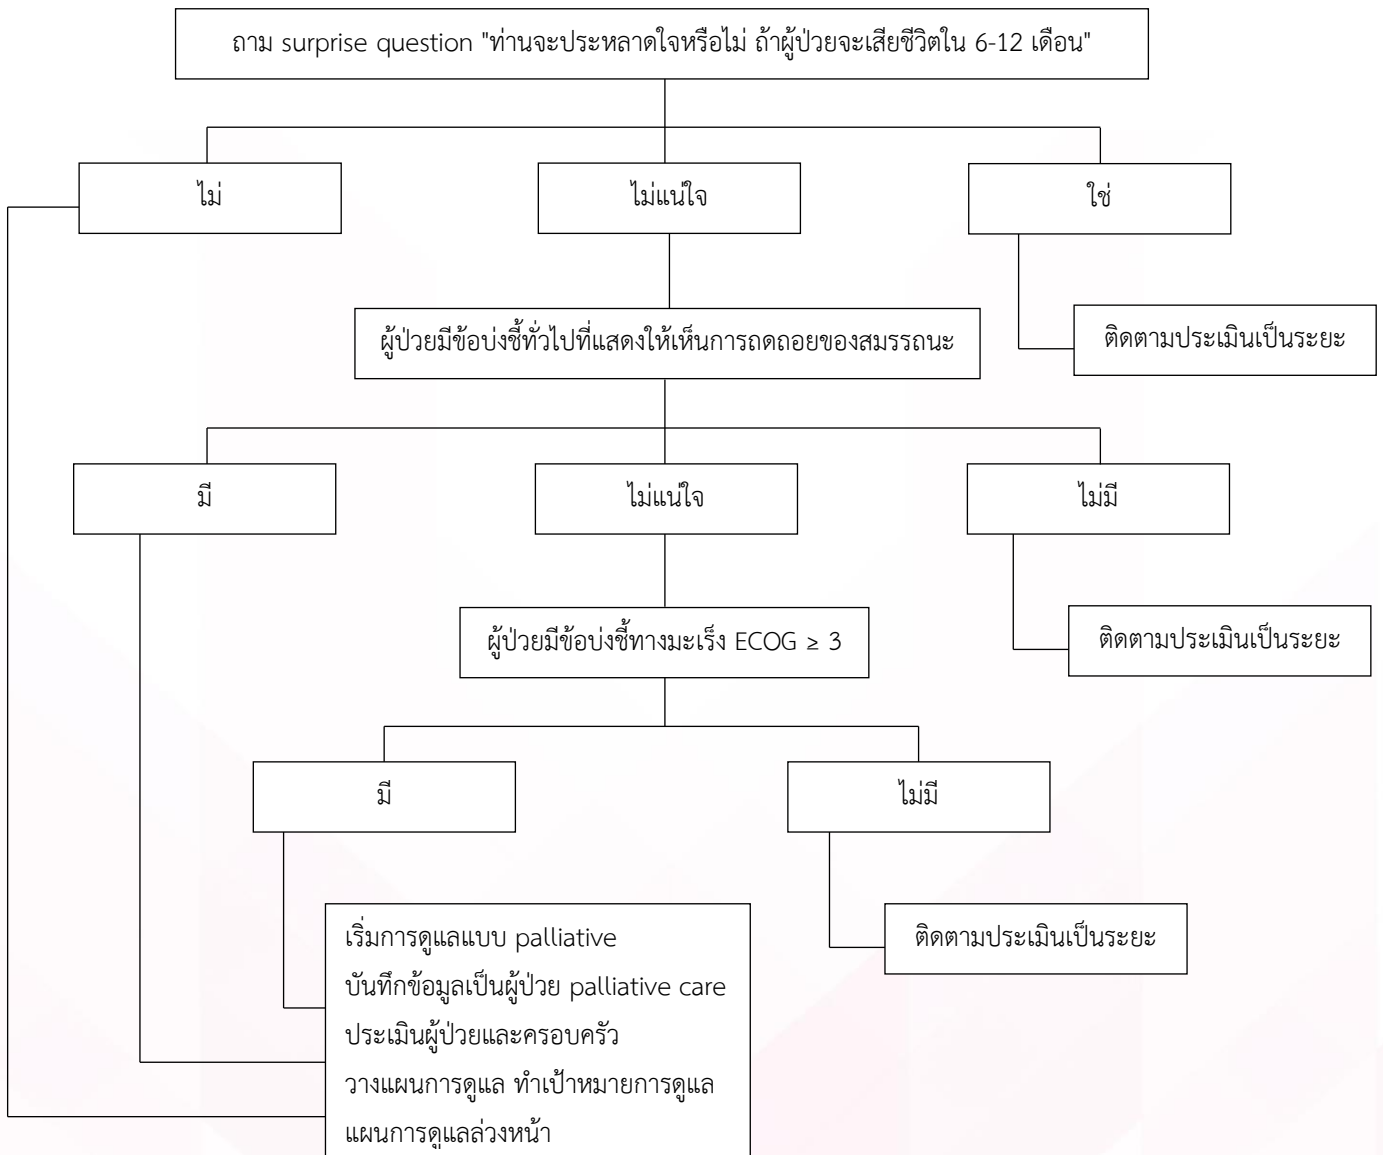 ถาม surprise question "ท่านจะประหลาดใจหรือไม่ ถ้าผู้ป่วยจะเสียชีวิตใน 6-12 เดือน"
ไม่
ไม่แน่ใจ
ใช่
ผู้ป่วยมีข้อบ่งชี้ทั่วไปที่แสดงให้เห็นการถดถอยของสมรรถนะ
ติดตามประเมินเป็นระยะ
มี
ไม่แน่ใจ
ไม่มี
ผู้ป่วยมีข้อบ่งชี้ทางมะเร็ง ECOG ≥ 3
ติดตามประเมินเป็นระยะ
มี
ไม่มี
เริ่มการดูแลแบบ palliative
บันทึกข้อมูลเป็นผู้ป่วย palliative care
ประเมินผู้ป่วยและครอบครัว
วางแผนการดูแล ทำเป้าหมายการดูแล
แผนการดูแลล่วงหน้า
ติดตามประเมินเป็นระยะ